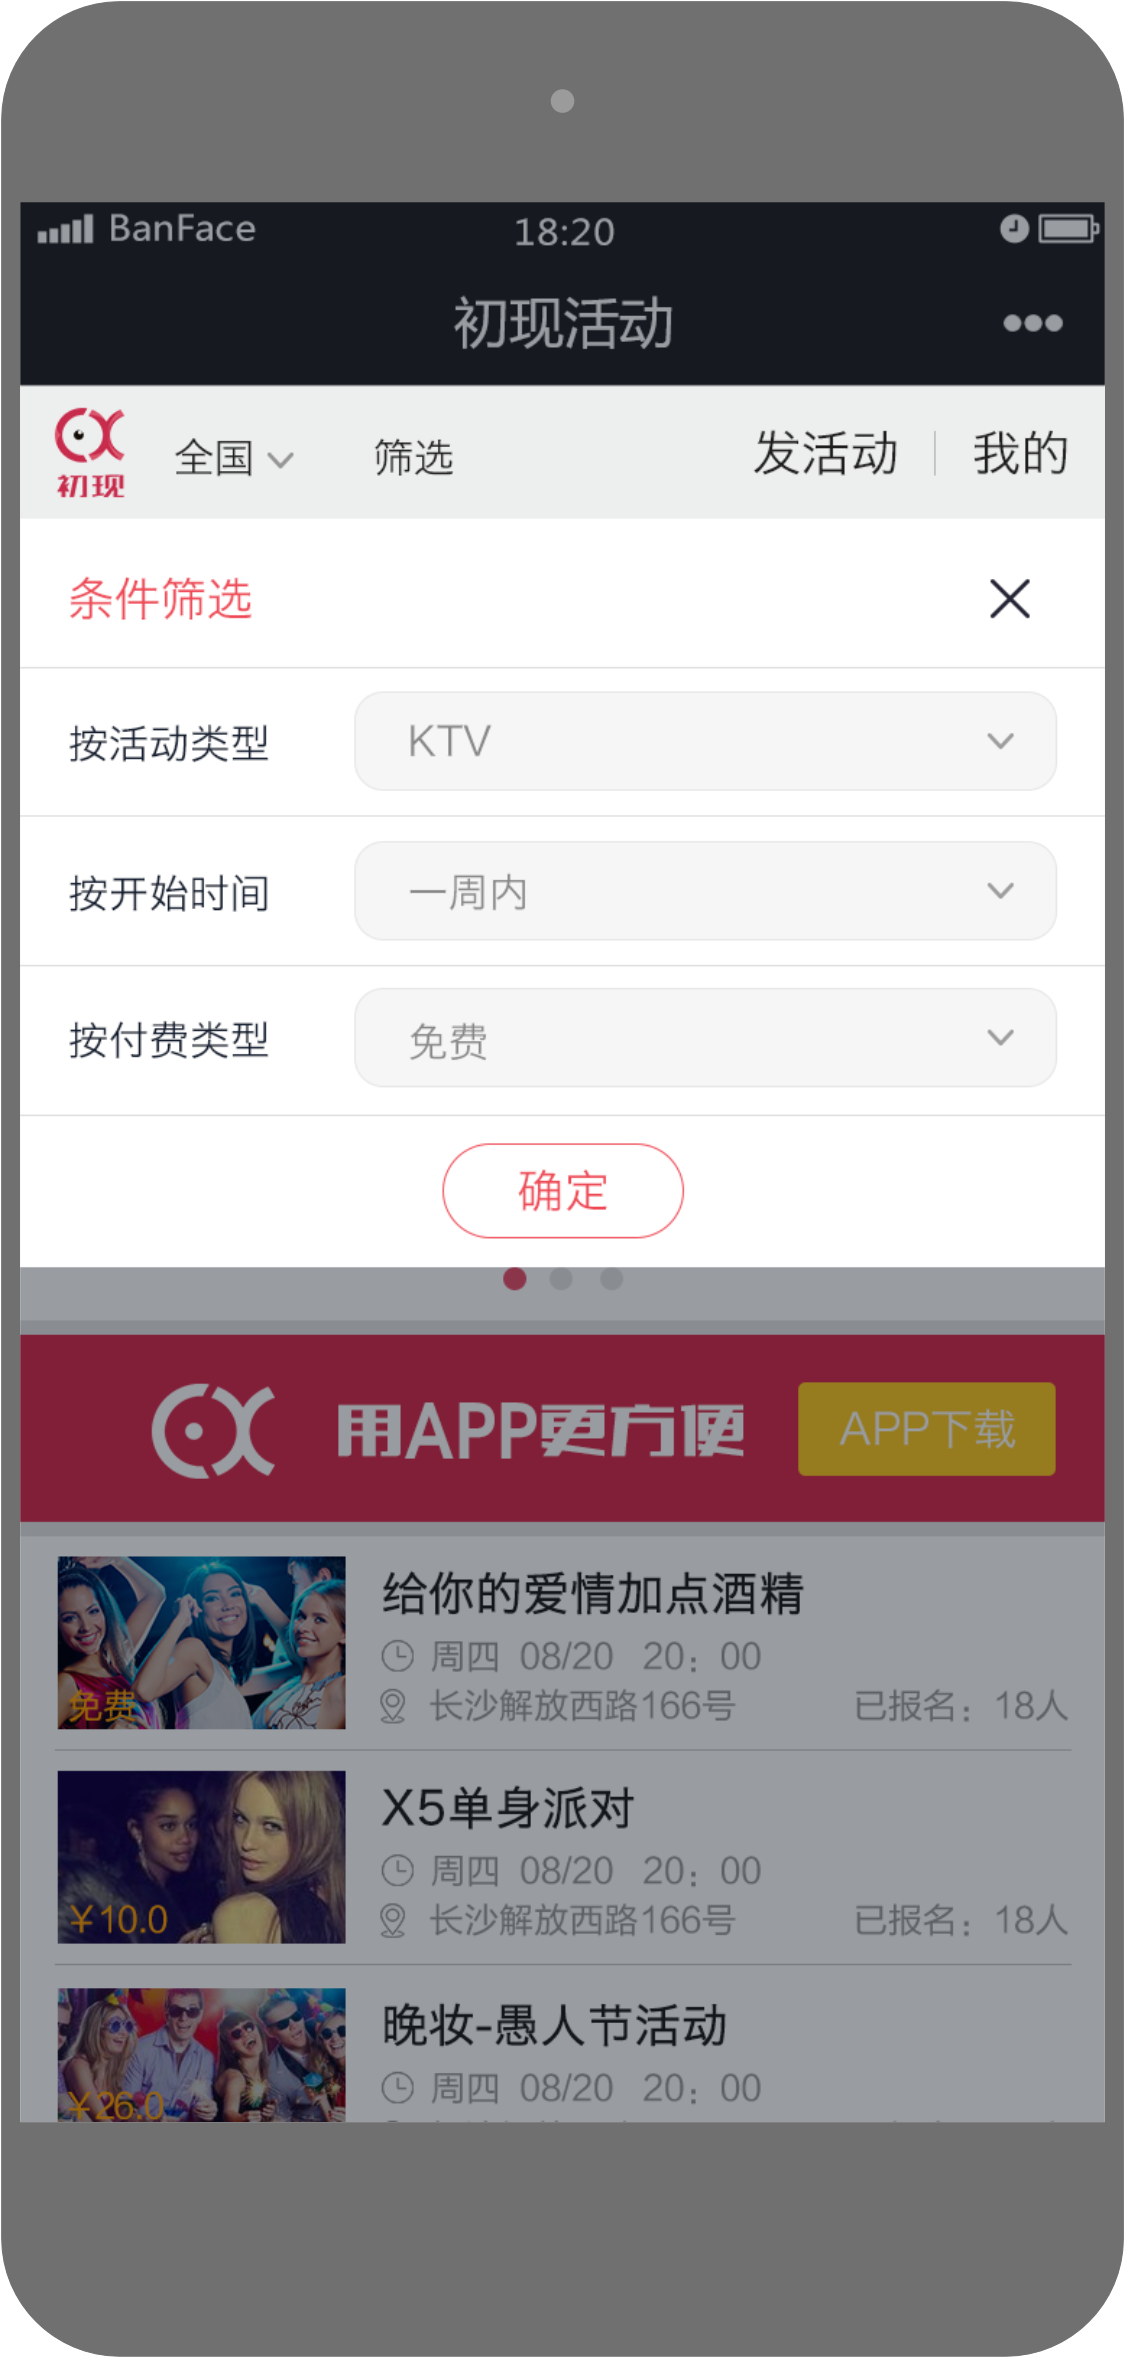 BanFace 18:20
初现活动
初现 全国 筛选 发活动 我的
条件筛选
按活动类型 KTV
按开始时间 一周内
按付费类型 免费
确定
用APP更方便 APP下载
给你的爱情加点酒精
周四 08/20 20：00
免费 长沙解放西路166号 已报名：18人
X5单身派对
周四 08/20 20：00
¥10.0 长沙解放西路166号 已报名：18人
晚妆-愚人节活动
周四 08/20 20：00
¥26.0